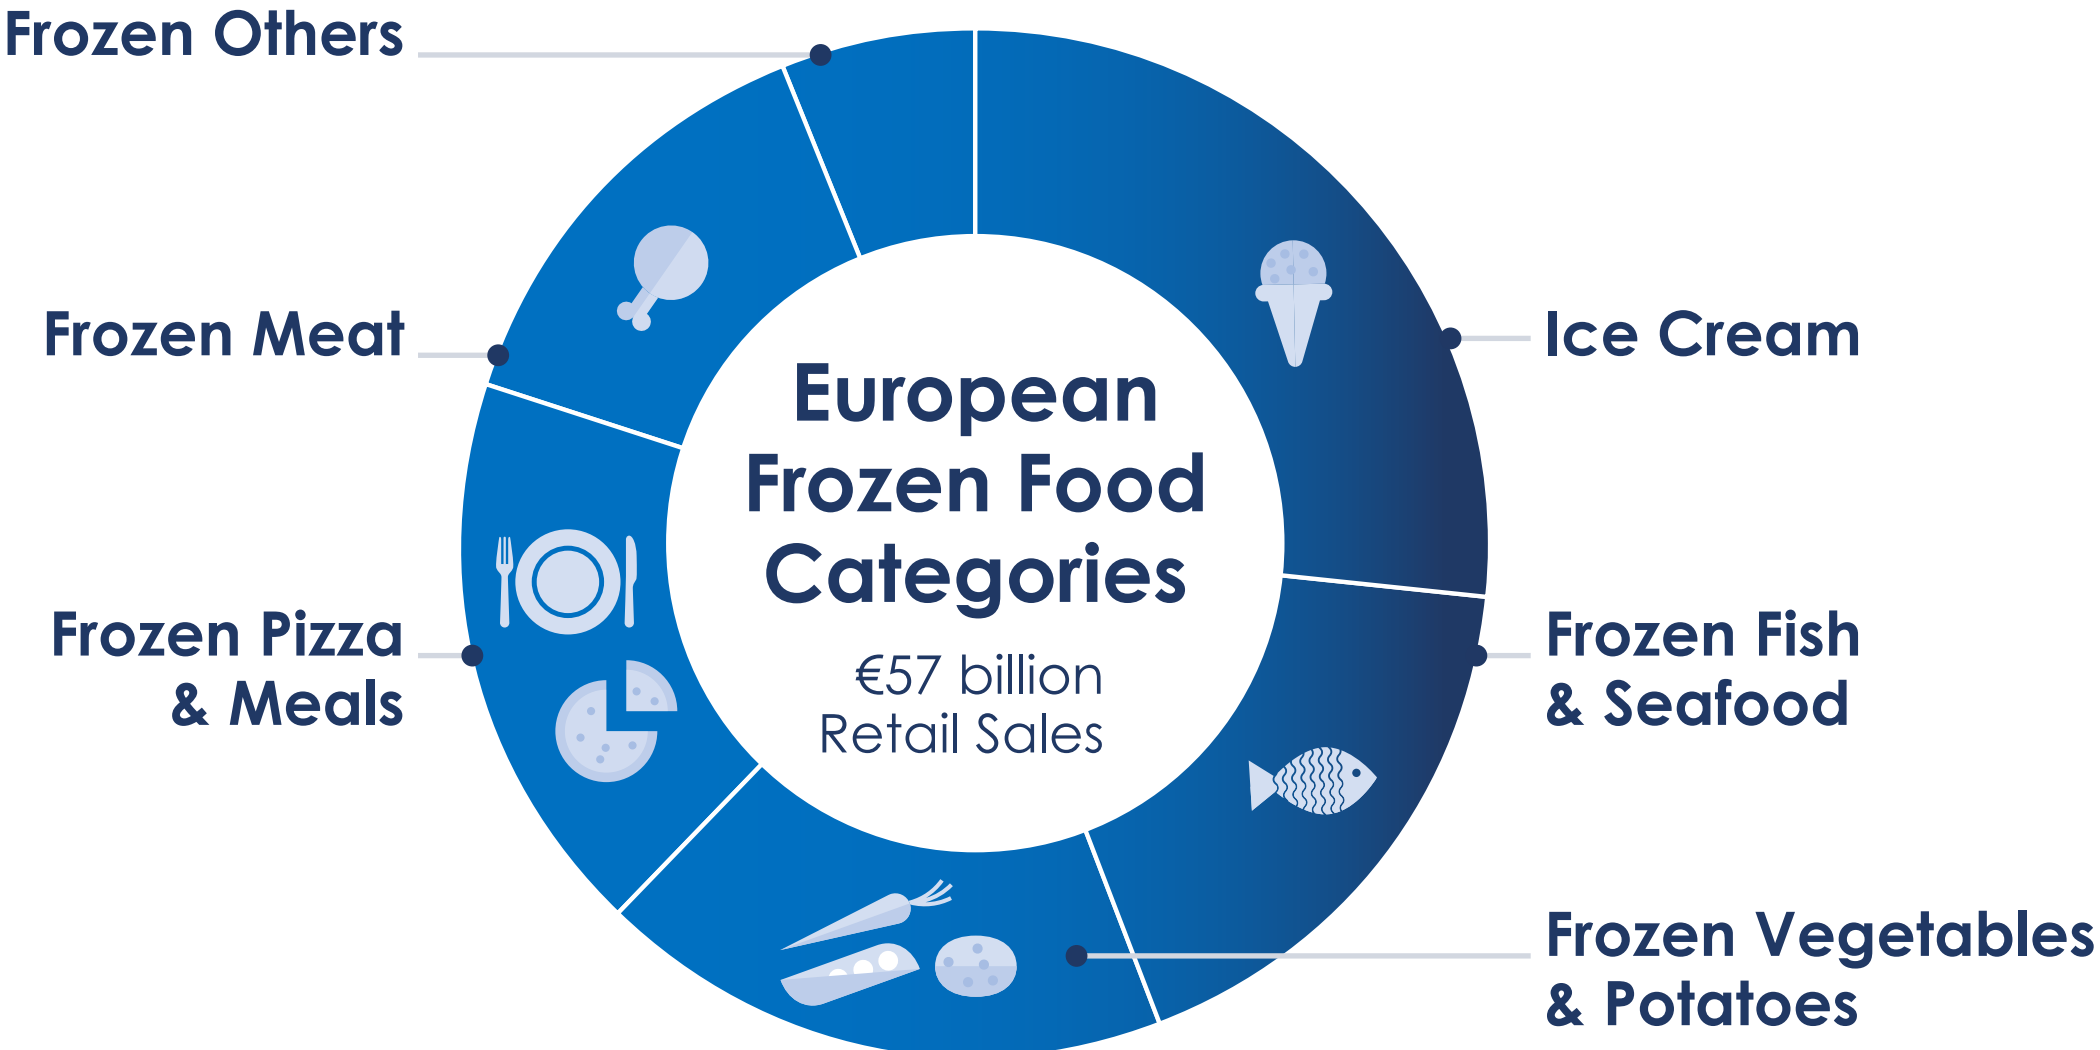 Frozen Others
Frozen Meat
Frozen Pizza
& Meals
European
Frozen Food
Categories
€57 billion
Retail Sales
Ice Cream
Frozen Fish
& Seafood
Frozen Vegetables
& Potatoes